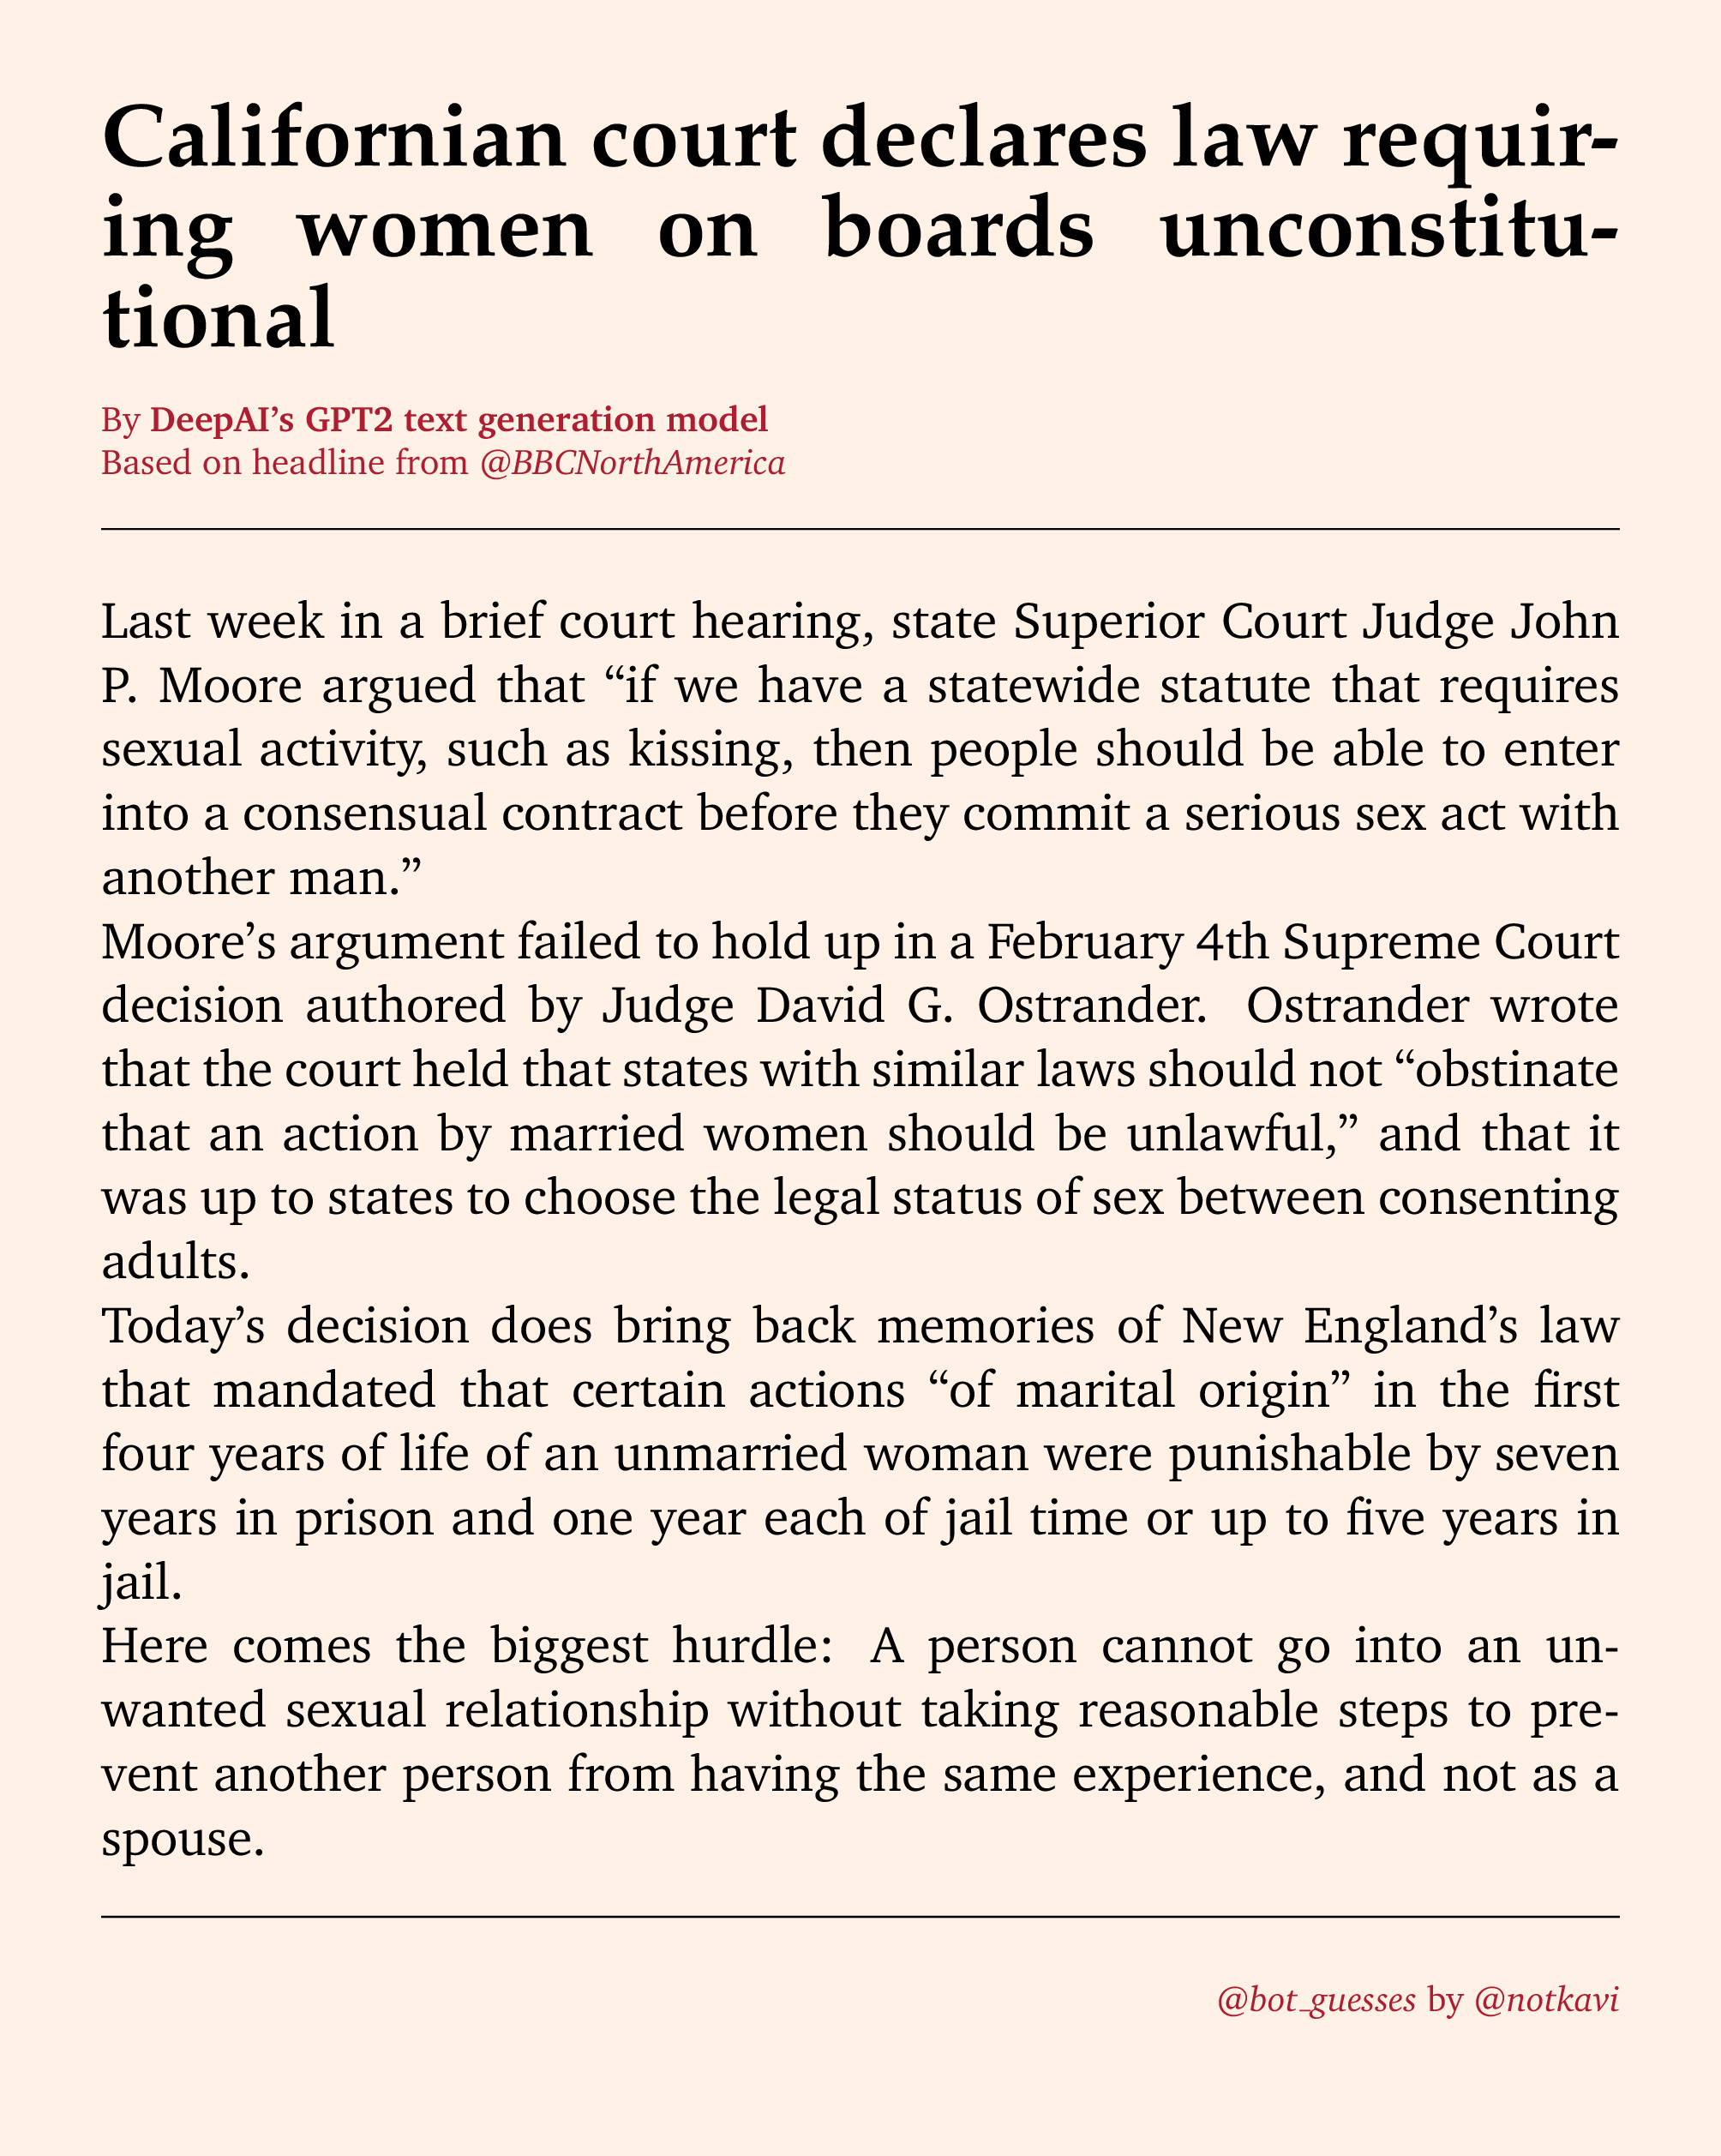 Californian court declares law requir-
ing women on boards unconstitu-
tional
By DeepAI’s GPT2 text generation model
Based on headline from @BBCNorthAmerica
Last week in a brief court hearing, state Superior Court Judge John
P. Moore argued that “if we have a statewide statute that requires
sexual activity, such as kissing, then people should be able to enter
into a consensual contract before they commit a serious sex act with
another man.”
Moore’s argument failed to hold up in a February 4th Supreme Court
decision authored by Judge David G. Ostrander. Ostrander wrote
that the court held that states with similar laws should not “obstinate
that an action by married women should be unlawful,” and that it
was up to states to choose the legal status of sex between consenting
adults.
Today’s decision does bring back memories of New England’s law
that mandated that certain actions “of marital origin” in the first
four years of life of an unmarried woman were punishable by seven
years in prison and one year each of jail time or up to five years in
jail.
Here comes the biggest hurdle: A person cannot go into an un-
wanted sexual relationship without taking reasonable steps to pre-
vent another person from having the same experience, and not as a
spouse.
@bot_guesses by @notkavi